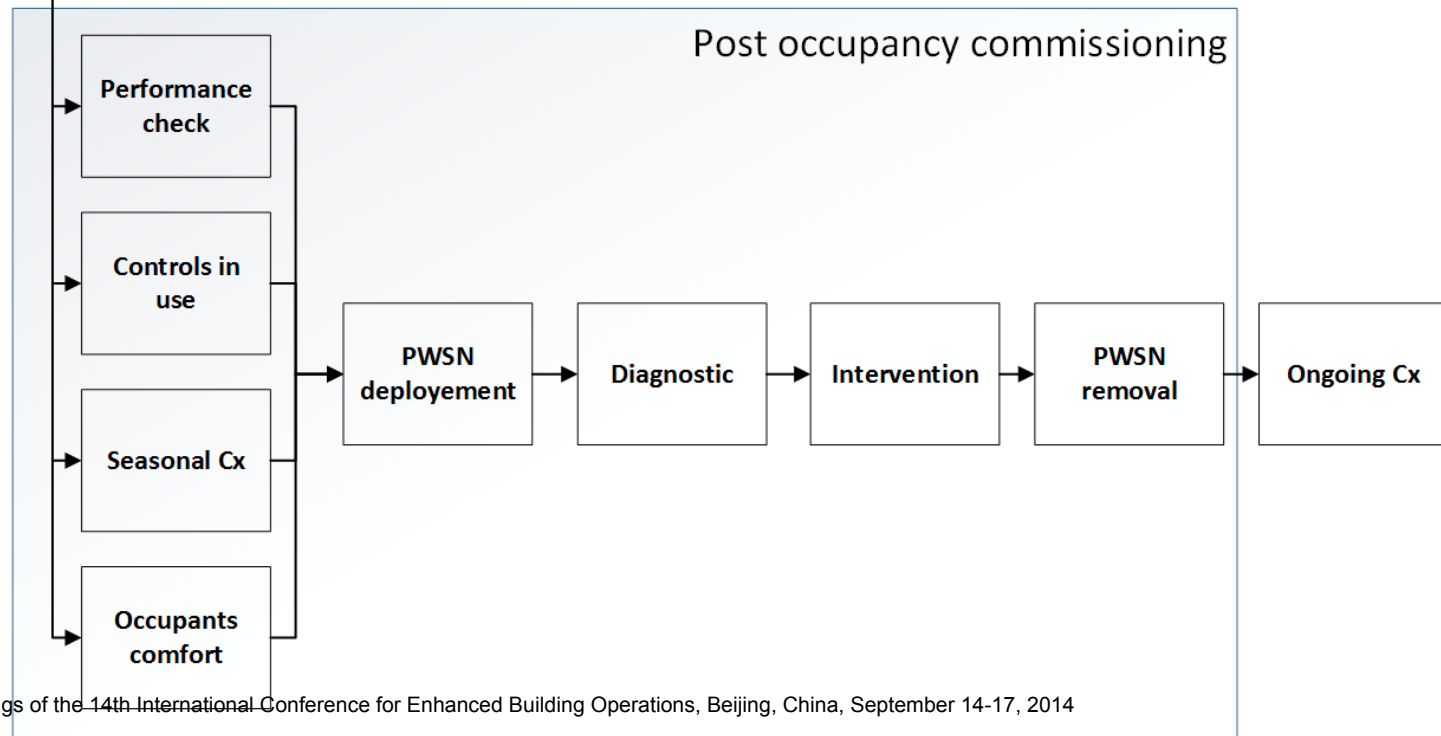 Post occupancy commissioning
Performance
check
Controls in
use
Seasonal Cx
Occupants
comfort
PWSN
deployement
Diagnostic
Intervention
PWSN
removal
Ongoing Cx
gs of the 14th International Conference for Enhanced Building Operations, Beijing, China, September 14-17, 2014